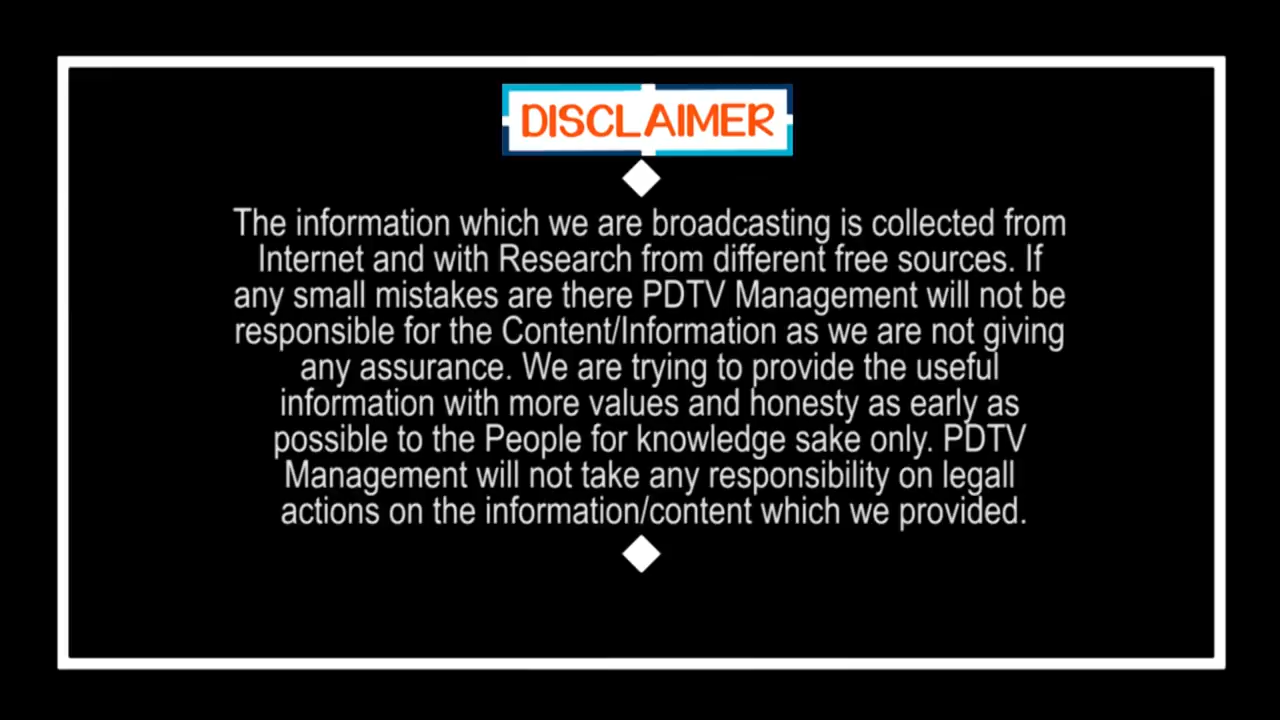 DISCLAIMER
The information which we are broadcasting is collected from
Internet and with Research from different free sources. If
any small mistakes are there PDTV Management will not be
responsible for the Content/Information as we are not giving
any assurance. We are trying to provide the useful
information with more values and honesty as early as
possible to the People for knowledge sake only. PDTV
Management will not take any responsibility on legall
actions on the information/content which we provided.